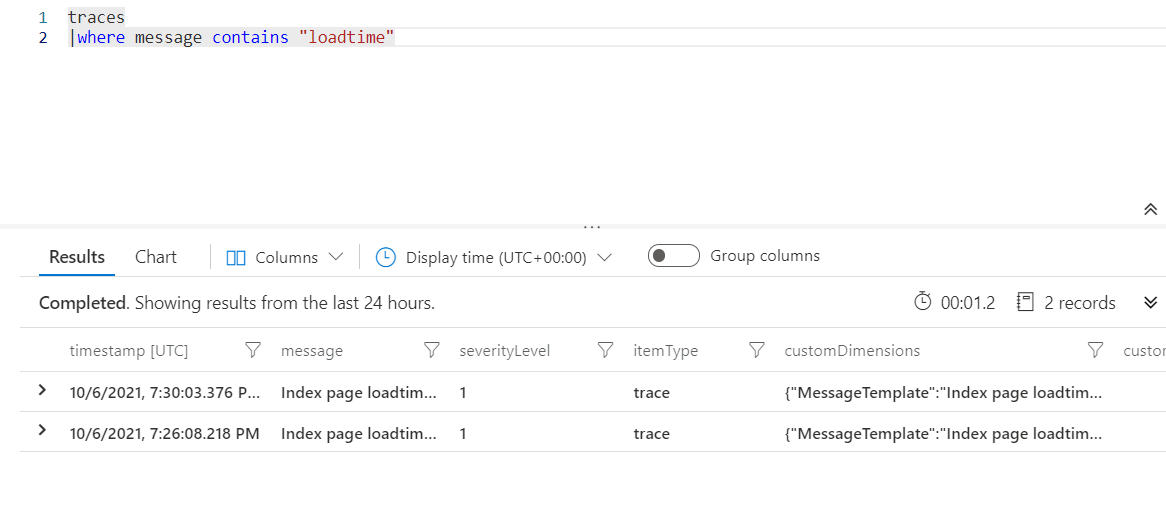 1 traces
2 |where message contains "loadtime"
...
Results Chart Columns Display time (UTC+00:00) Group columns
Completed. Showing results from the last 24 hours. 00:01.2 2 records
timestamp [UTC] message severityLevel itemType customDimensions custor
10/6/2021, 7:30:03.376 P... Index page loadtim... 1 trace {"MessageTemplate":"Index page loadtim...
10/6/2021, 7:26:08.218 PM Index page loadtim... 1 trace {"MessageTemplate":"Index page loadtim...